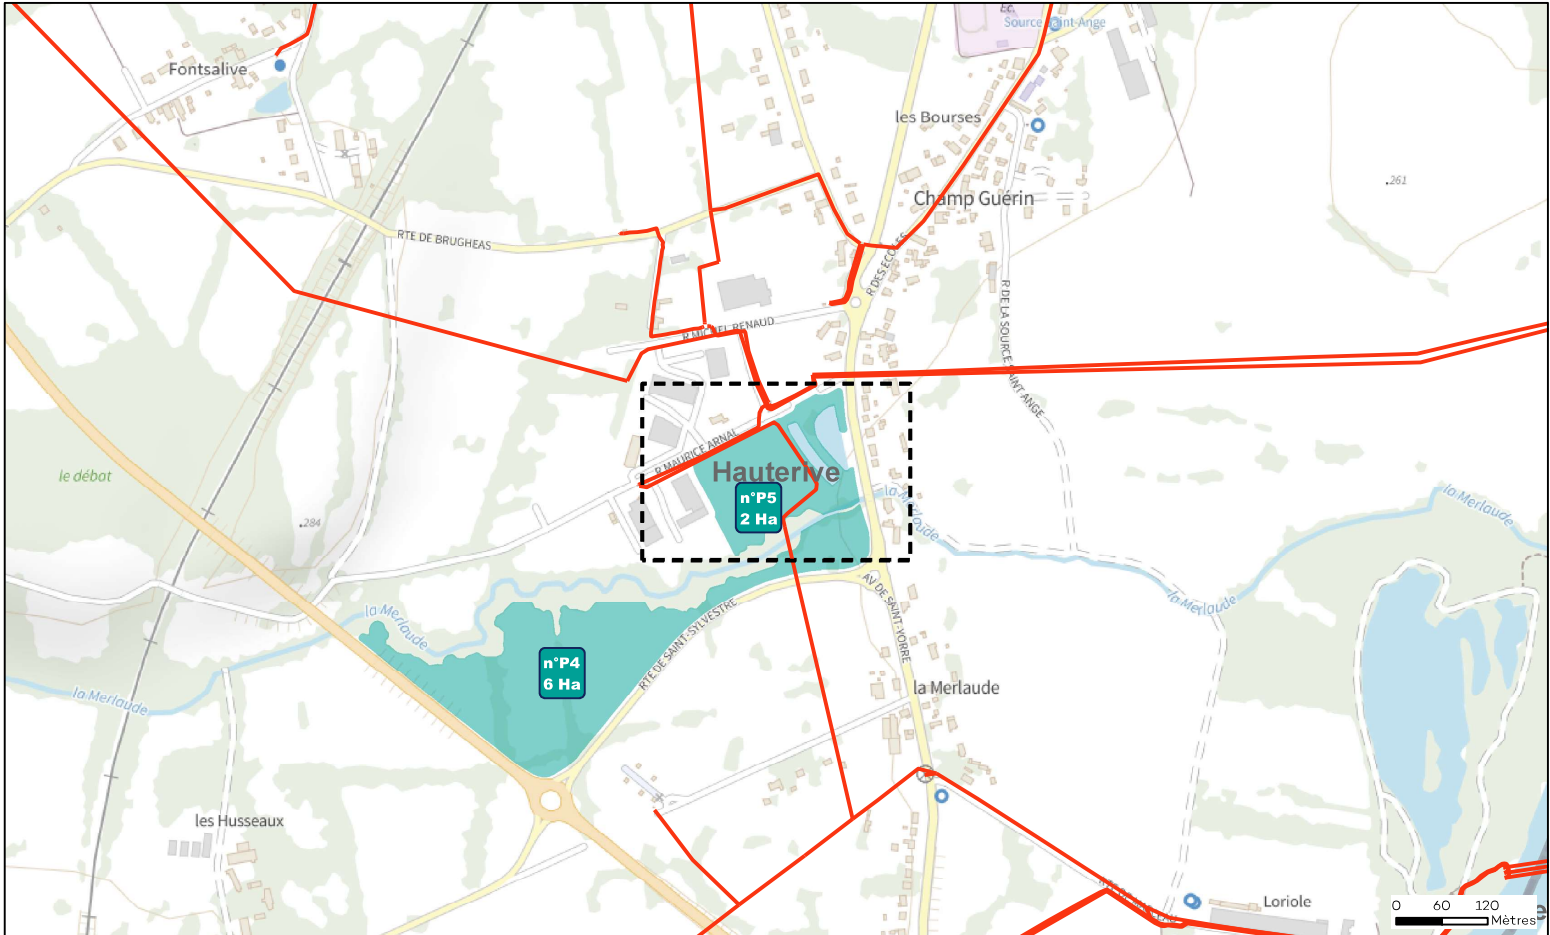 Source Saint-Ange
Fontsalive
les Bourses
.261
Champ Guérin
RTE DE BRUGHEAS
R DES ECOLES
R MICHEL RENAUD
R DE LA SOURCE SAINT ANGE
R MAURICE ARNAL
Hauterive
le débat
n°P5
2 Ha
la Merlaude
la Merlaude
.284
la Merlaude
la Merlaude
AV DE SAINT-YORRE
RTE DE SAINT-SYLVESTRE
n°P4
6 Ha
la Merlaude
la Merlaude
les Husseaux
Loriole
0 60 120
Mètres